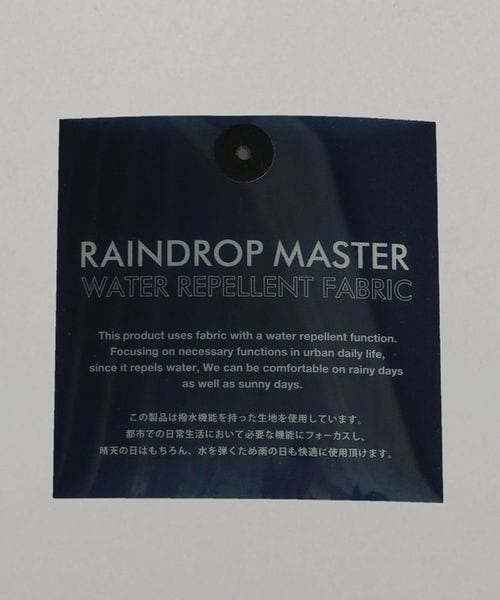 RAINDROP MASTER
WATER REPELLENT FABRIC
This product uses fabric with a water repellent function.
Focusing on necessary functions in urban daily life,
since it repels water, We can be comfortable on rainy days
as well as sunny days.
この製品は撥水機能を持った生地を使用しています。
都市での日常生活において必要な機能にフォーカスし、
晴天の日はもちろん、水を弾くため雨の日も快適に使用頂けます。